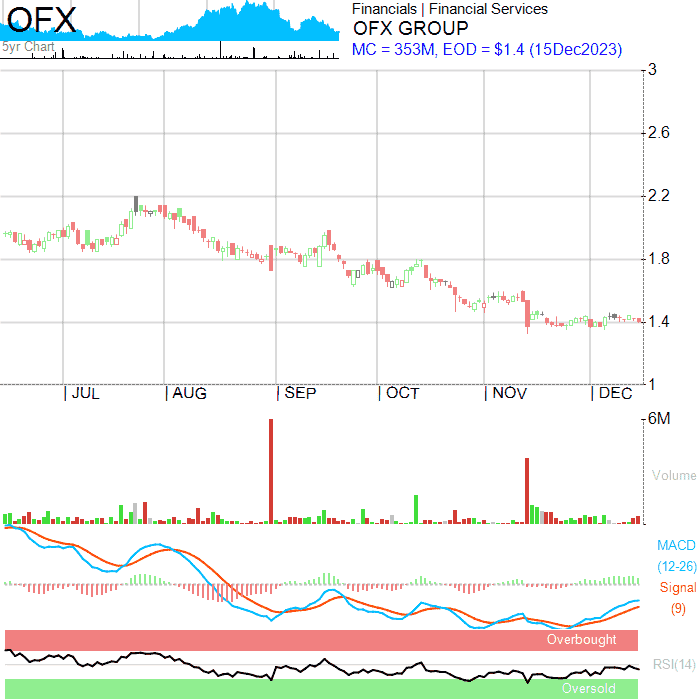 OFX
5yr Chart
Financials | Financial Services
OFX GROUP
MC = 353M, EOD = $1.4 (15Dec2023)
3
2.6
2.2
1.8
1.4
1
JUL
AUG
SEP
OCT
NOV
DEC
6M
Volume
MACD
(12-26)
Signal
(9)
Overbought
RSI(14)
Oversold